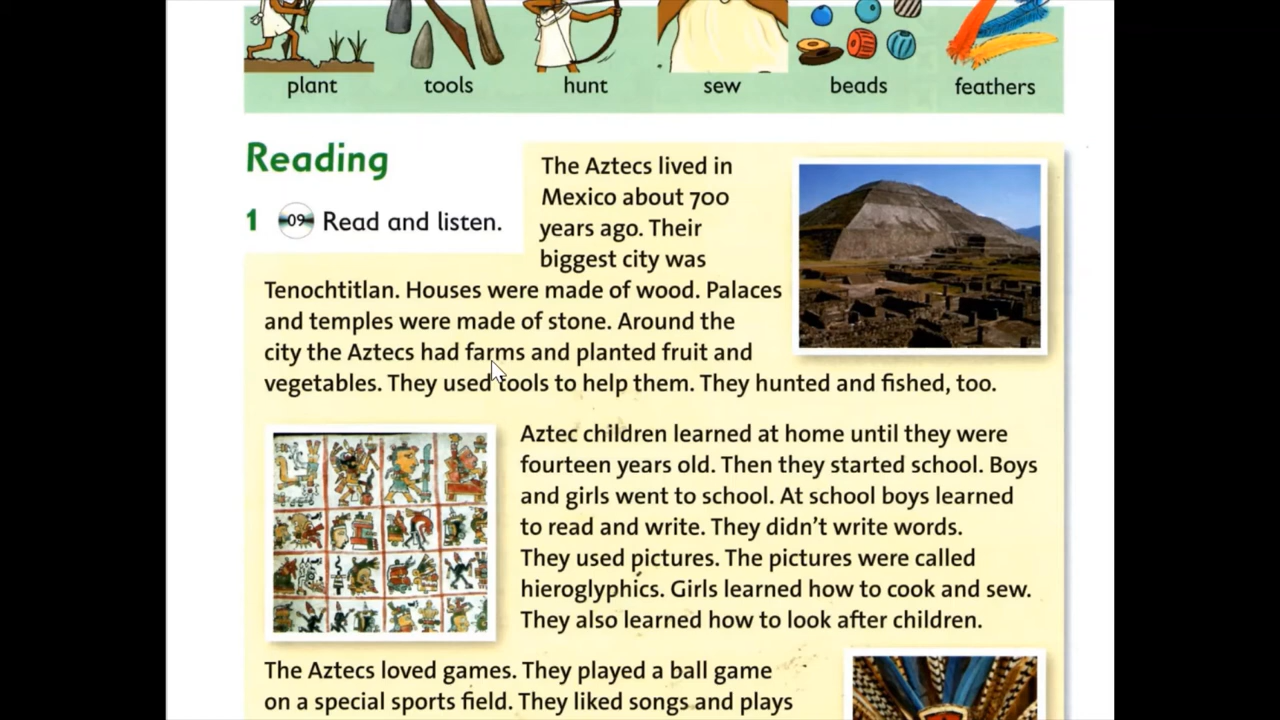 plant tools hunt sew beads feathers
Reading
1 09 Read and listen.
The Aztecs lived in
Mexico about 700
years ago. Their
biggest city was
Tenochtitlan. Houses were made of wood. Palaces
and temples were made of stone. Around the
city the Aztecs had farms and planted fruit and
vegetables. They used tools to help them. They hunted and fished, too.
Aztec children learned at home until they were
fourteen years old. Then they started school. Boys
and girls went to school. At school boys learned
to read and write. They didn't write words.
They used pictures. The pictures were called
hieroglyphics. Girls learned how to cook and sew.
They also learned how to look after children.
The Aztecs loved games. They played a ball game
on a special sports field. They liked songs and plays